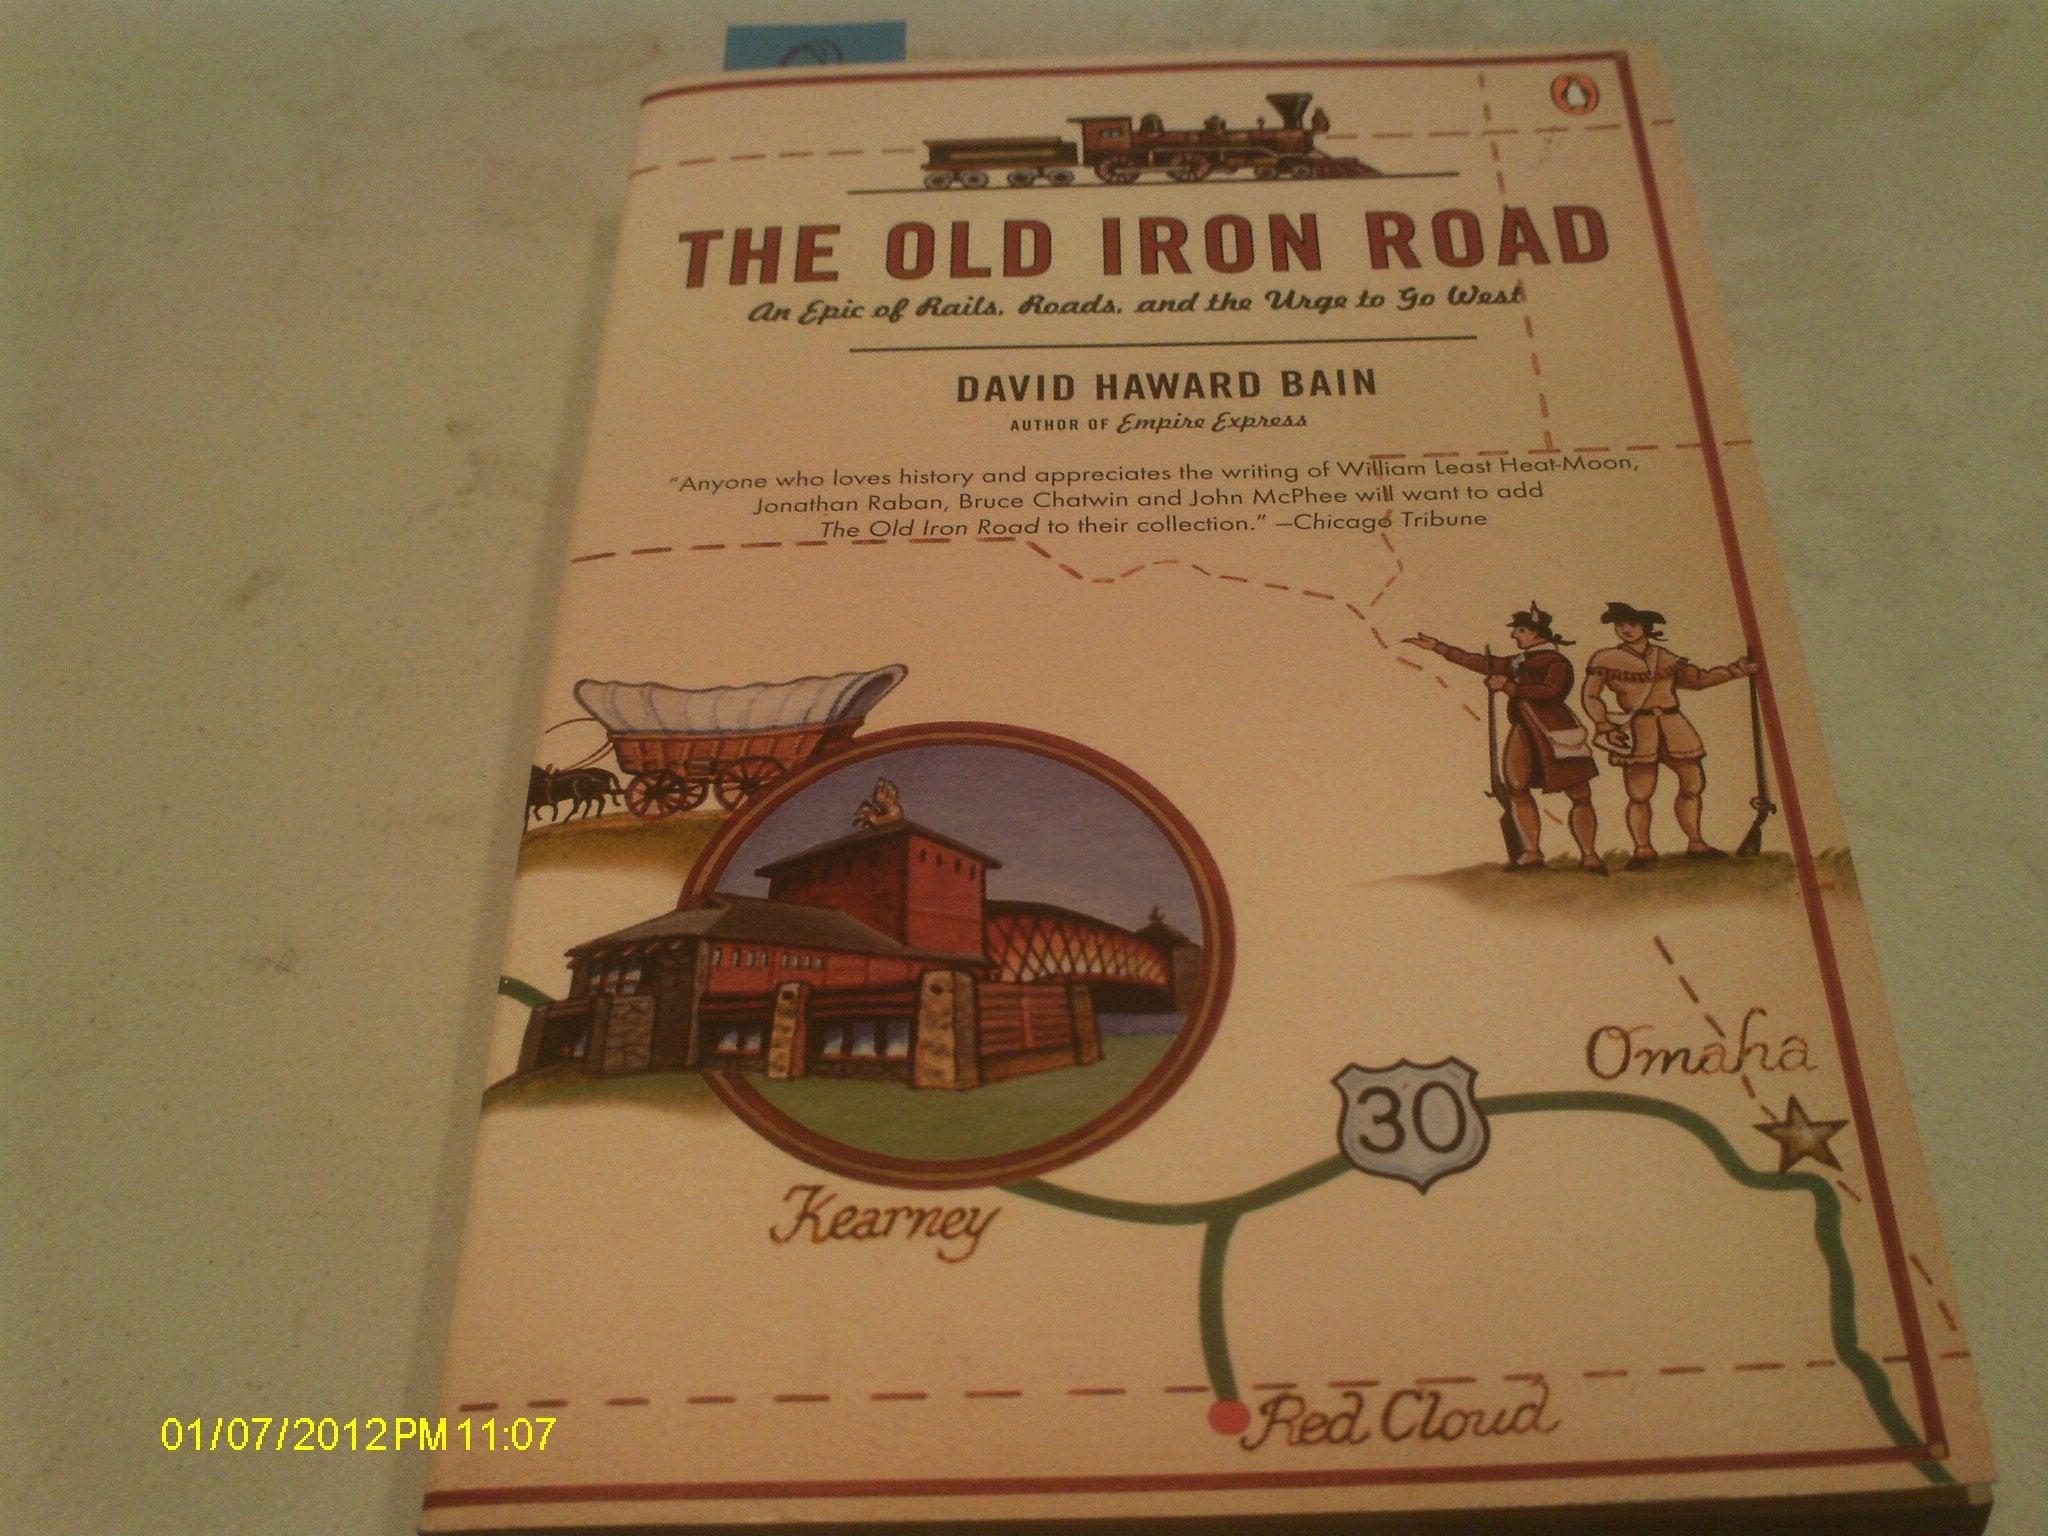 THE OLD IRON ROAD
An Epic of Rails, Roads, and the Urge to Go West
DAVID HAWARD BAIN
AUTHOR OF Empire Express
"Anyone who loves history and appreciates the writing of William Least Heat-Moon,
Jonathan Raban, Bruce Chatwin and John McPhee will want to add
The Old Iron Road to their collection." —Chicago Tribune
Omaha
30
Kearney
Red Cloud
01/07/2012 PM 11:07